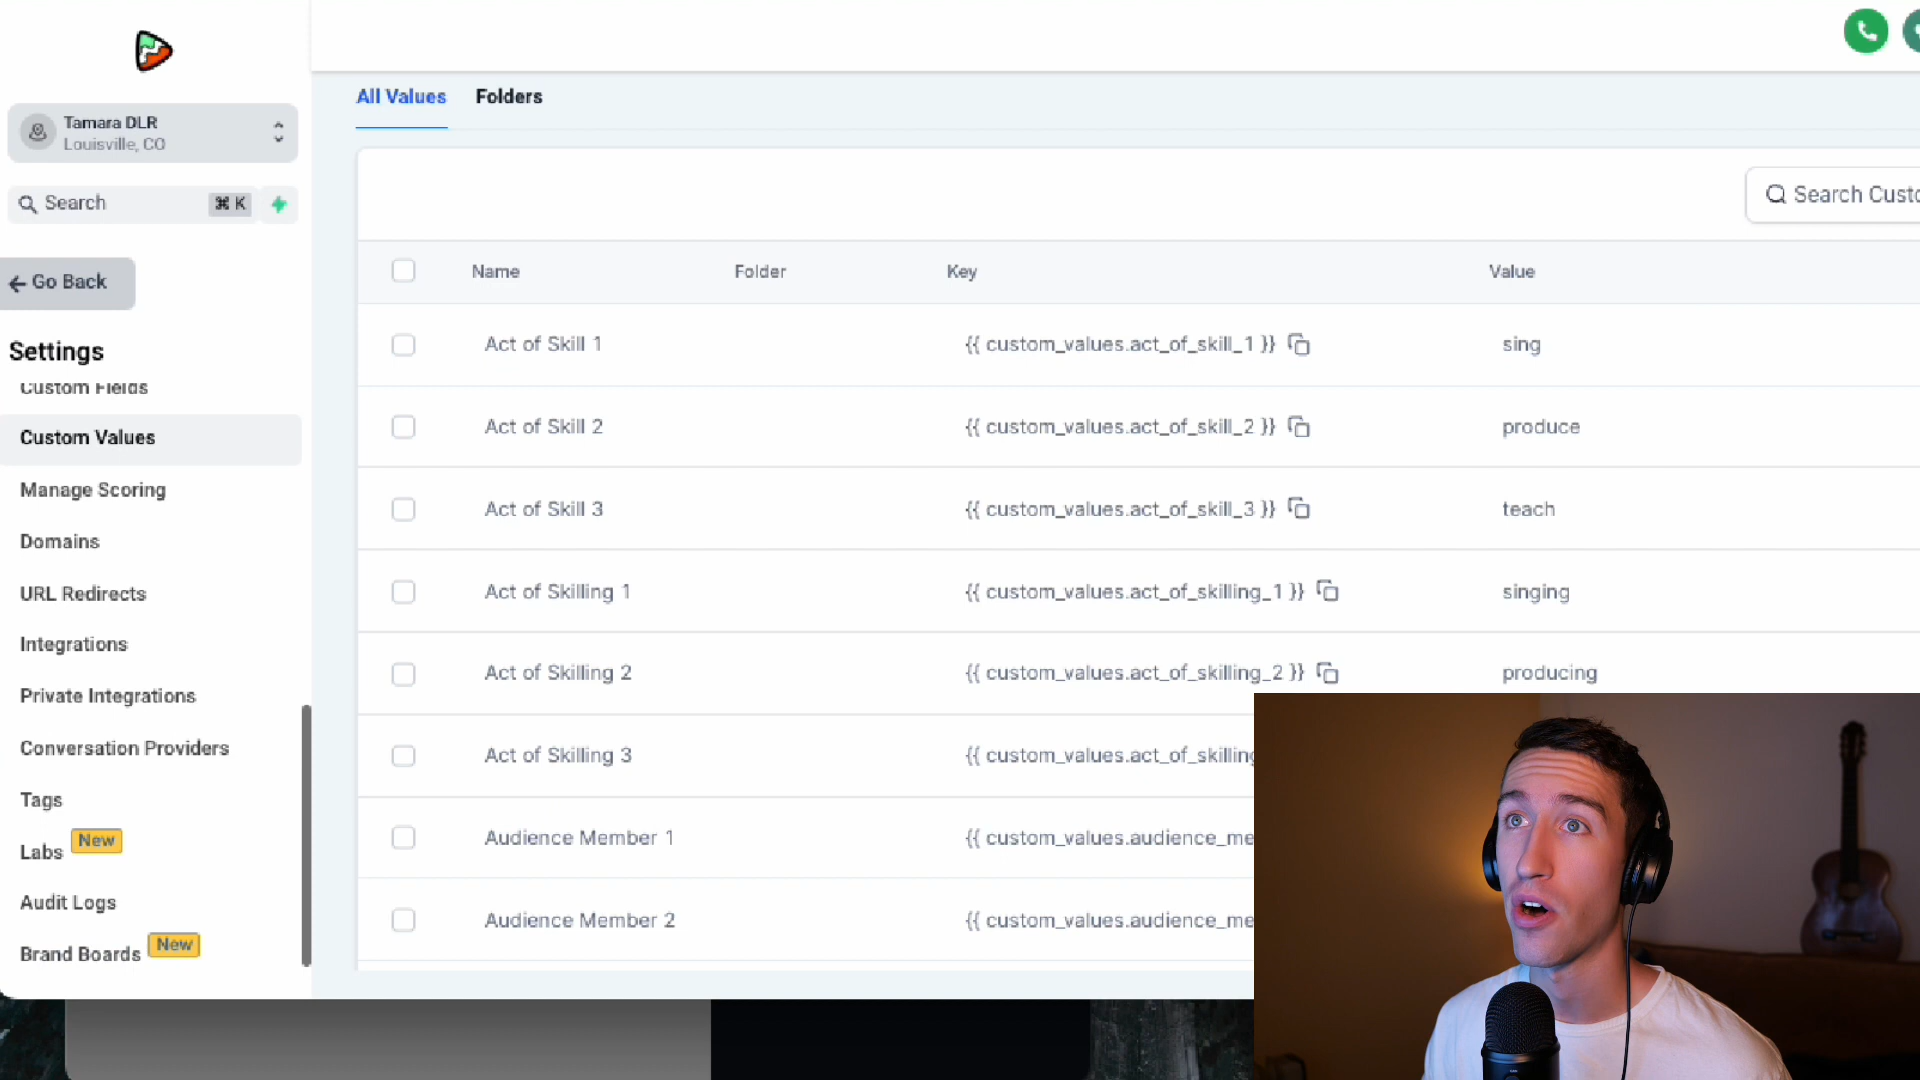 Tamara DLR
Louisville, CO
Search
⌘ K
Go Back
Settings
Custom Fields
Custom Values
Manage Scoring
Domains
URL Redirects
Integrations
Private Integrations
Conversation Providers
Tags
Labs New
Audit Logs
Brand Boards New
All Values Folders
Search Custo
Name Folder Key Value
Act of Skill 1 {{ custom_values.act_of_skill_1 }} sing
Act of Skill 2 {{ custom_values.act_of_skill_2 }} produce
Act of Skill 3 {{ custom_values.act_of_skill_3 }} teach
Act of Skilling 1 {{ custom_values.act_of_skilling_1 }} singing
Act of Skilling 2 {{ custom_values.act_of_skilling_2 }} producing
Act of Skilling 3 {{ custom_values.act_of_skilling
Audience Member 1 {{ custom_values.audience_me
Audience Member 2 {{ custom_values.audience_me